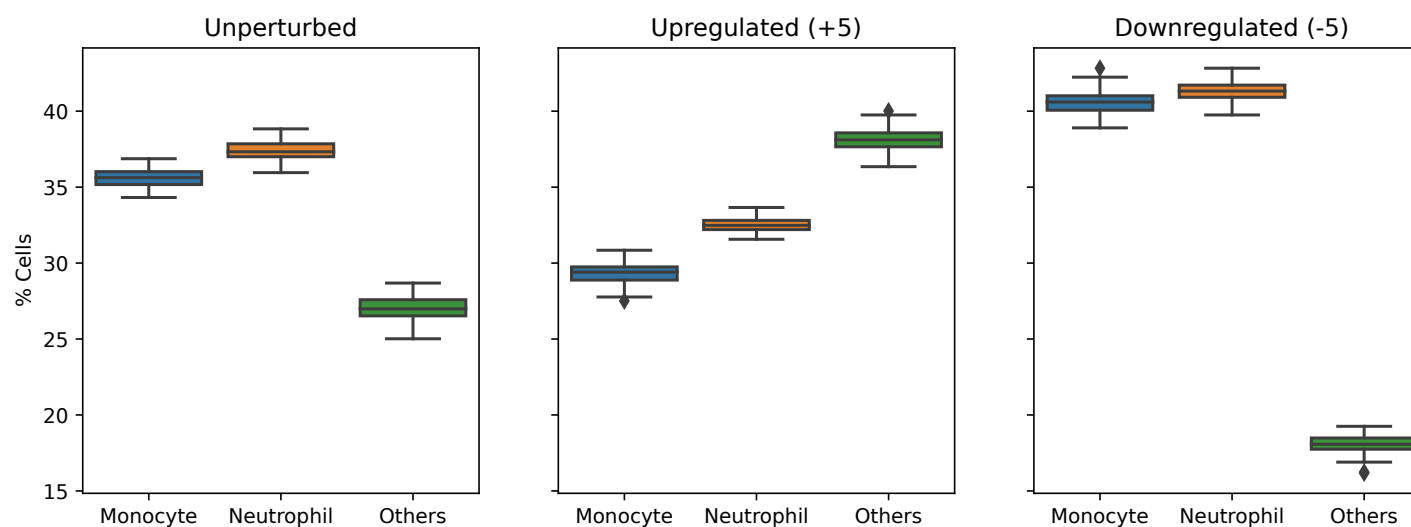 Unperturbed
Upregulated (+5)
Downregulated (-5)
% Cells
40
35
30
25
20
15
Monocyte Neutrophil Others
Monocyte Neutrophil Others
Monocyte Neutrophil Others